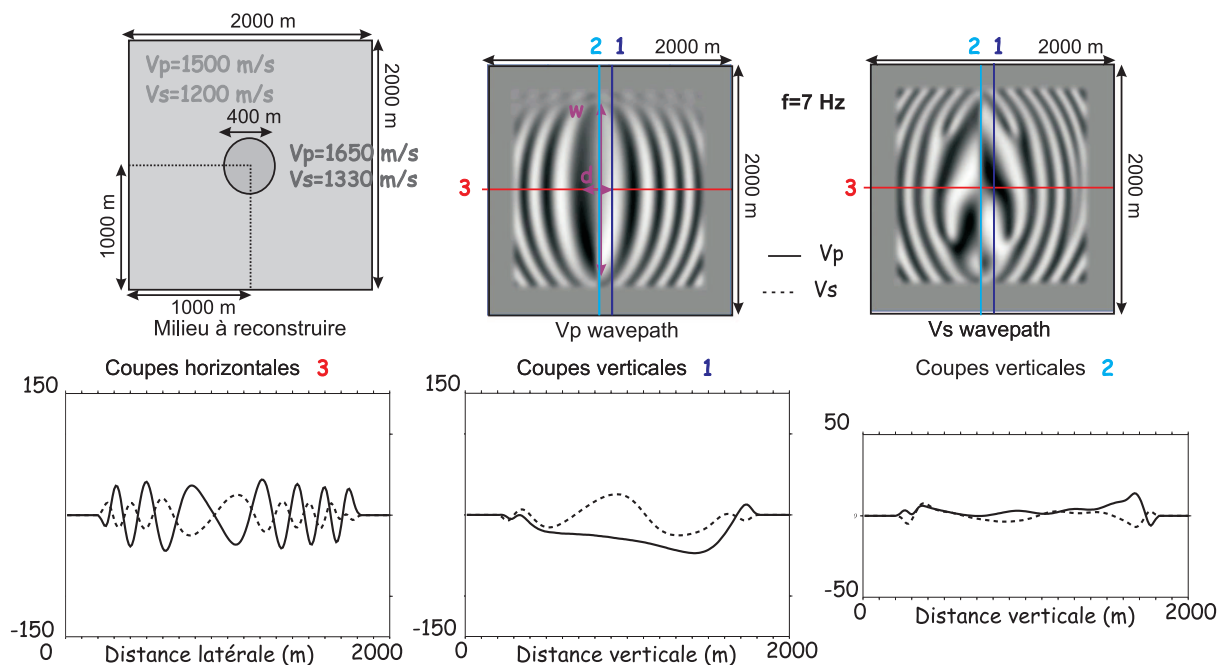 2000 m
Vp=1500 m/s
Vs=1200 m/s
400 m
Vp=1650 m/s
Vs=1330 m/s
2000 m
1000 m
1000 m
Milieu à reconstruire
2 1
2000 m
w
d
3
2000 m
Vp wavepath
f=7 Hz
Vp
Vs
2 1
2000 m
3
2000 m
Vs wavepath
Coupes horizontales 3
150
-150
0
Distance latérale (m)
2000
Coupes verticales 1
150
-150
0
Distance verticale (m)
2000
Coupes verticales 2
50
-50
0
Distance verticale (m)
2000